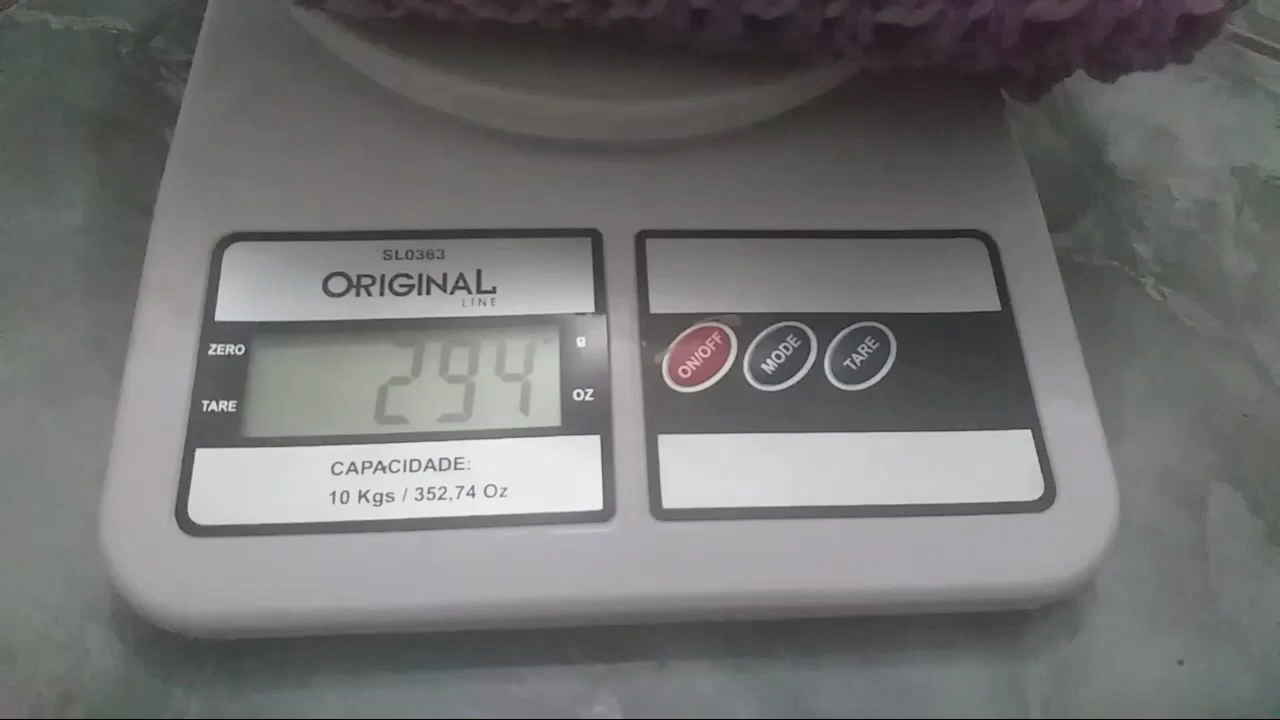 SL0363
ORIGINAL
LINE
ZERO
TARE
294
g
OZ
CAPACIDADE:
10 Kgs / 352,74 Oz
ON/OFF
MODE
TARE